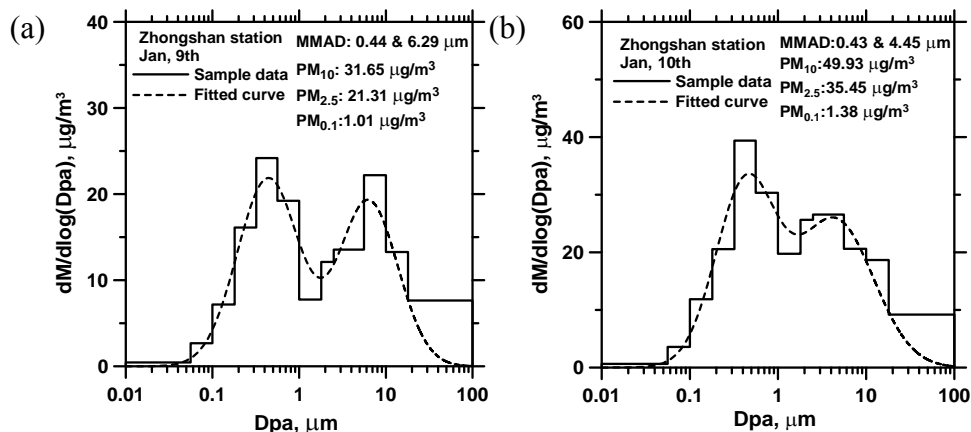 (a)
Zhongshan station
Jan, 9th
Sample data
Fitted curve
MMAD: 0.44 & 6.29 μm
PM10: 31.65 μg/m3
PM2.5: 21.31 μg/m3
PM0.1:1.01 μg/m3
dM/dlog(Dpa), μg/m3
40
30
20
10
0
0.01 0.1 1 10 100
Dpa, μm
(b)
Zhongshan station
Jan, 10th
Sample data
Fitted curve
MMAD:0.43 & 4.45 μm
PM10:49.93 μg/m3
PM2.5:35.45 μg/m3
PM0.1:1.38 μg/m3
dM/dlog(Dpa), μg/m3
60
40
20
0
0.01 0.1 1 10 100
Dpa, μm